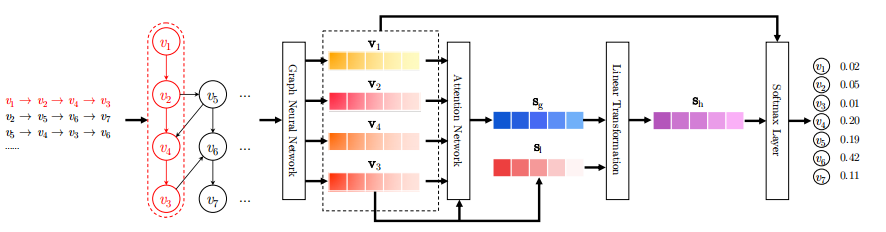 v1 → v2 → v4 → v3
v2 → v5 → v6 → v7
v5 → v4 → v3 → v6
......
v1
v2
v4
v3
v5
v6
v7
...
...
...
Graph Neural Network
v1
v2
v4
v3
Attention Network
sg
sl
Linear Transformation
sh
Softmax Layer
v1 0.02
v2 0.05
v3 0.01
v4 0.20
v5 0.19
v6 0.42
v7 0.11